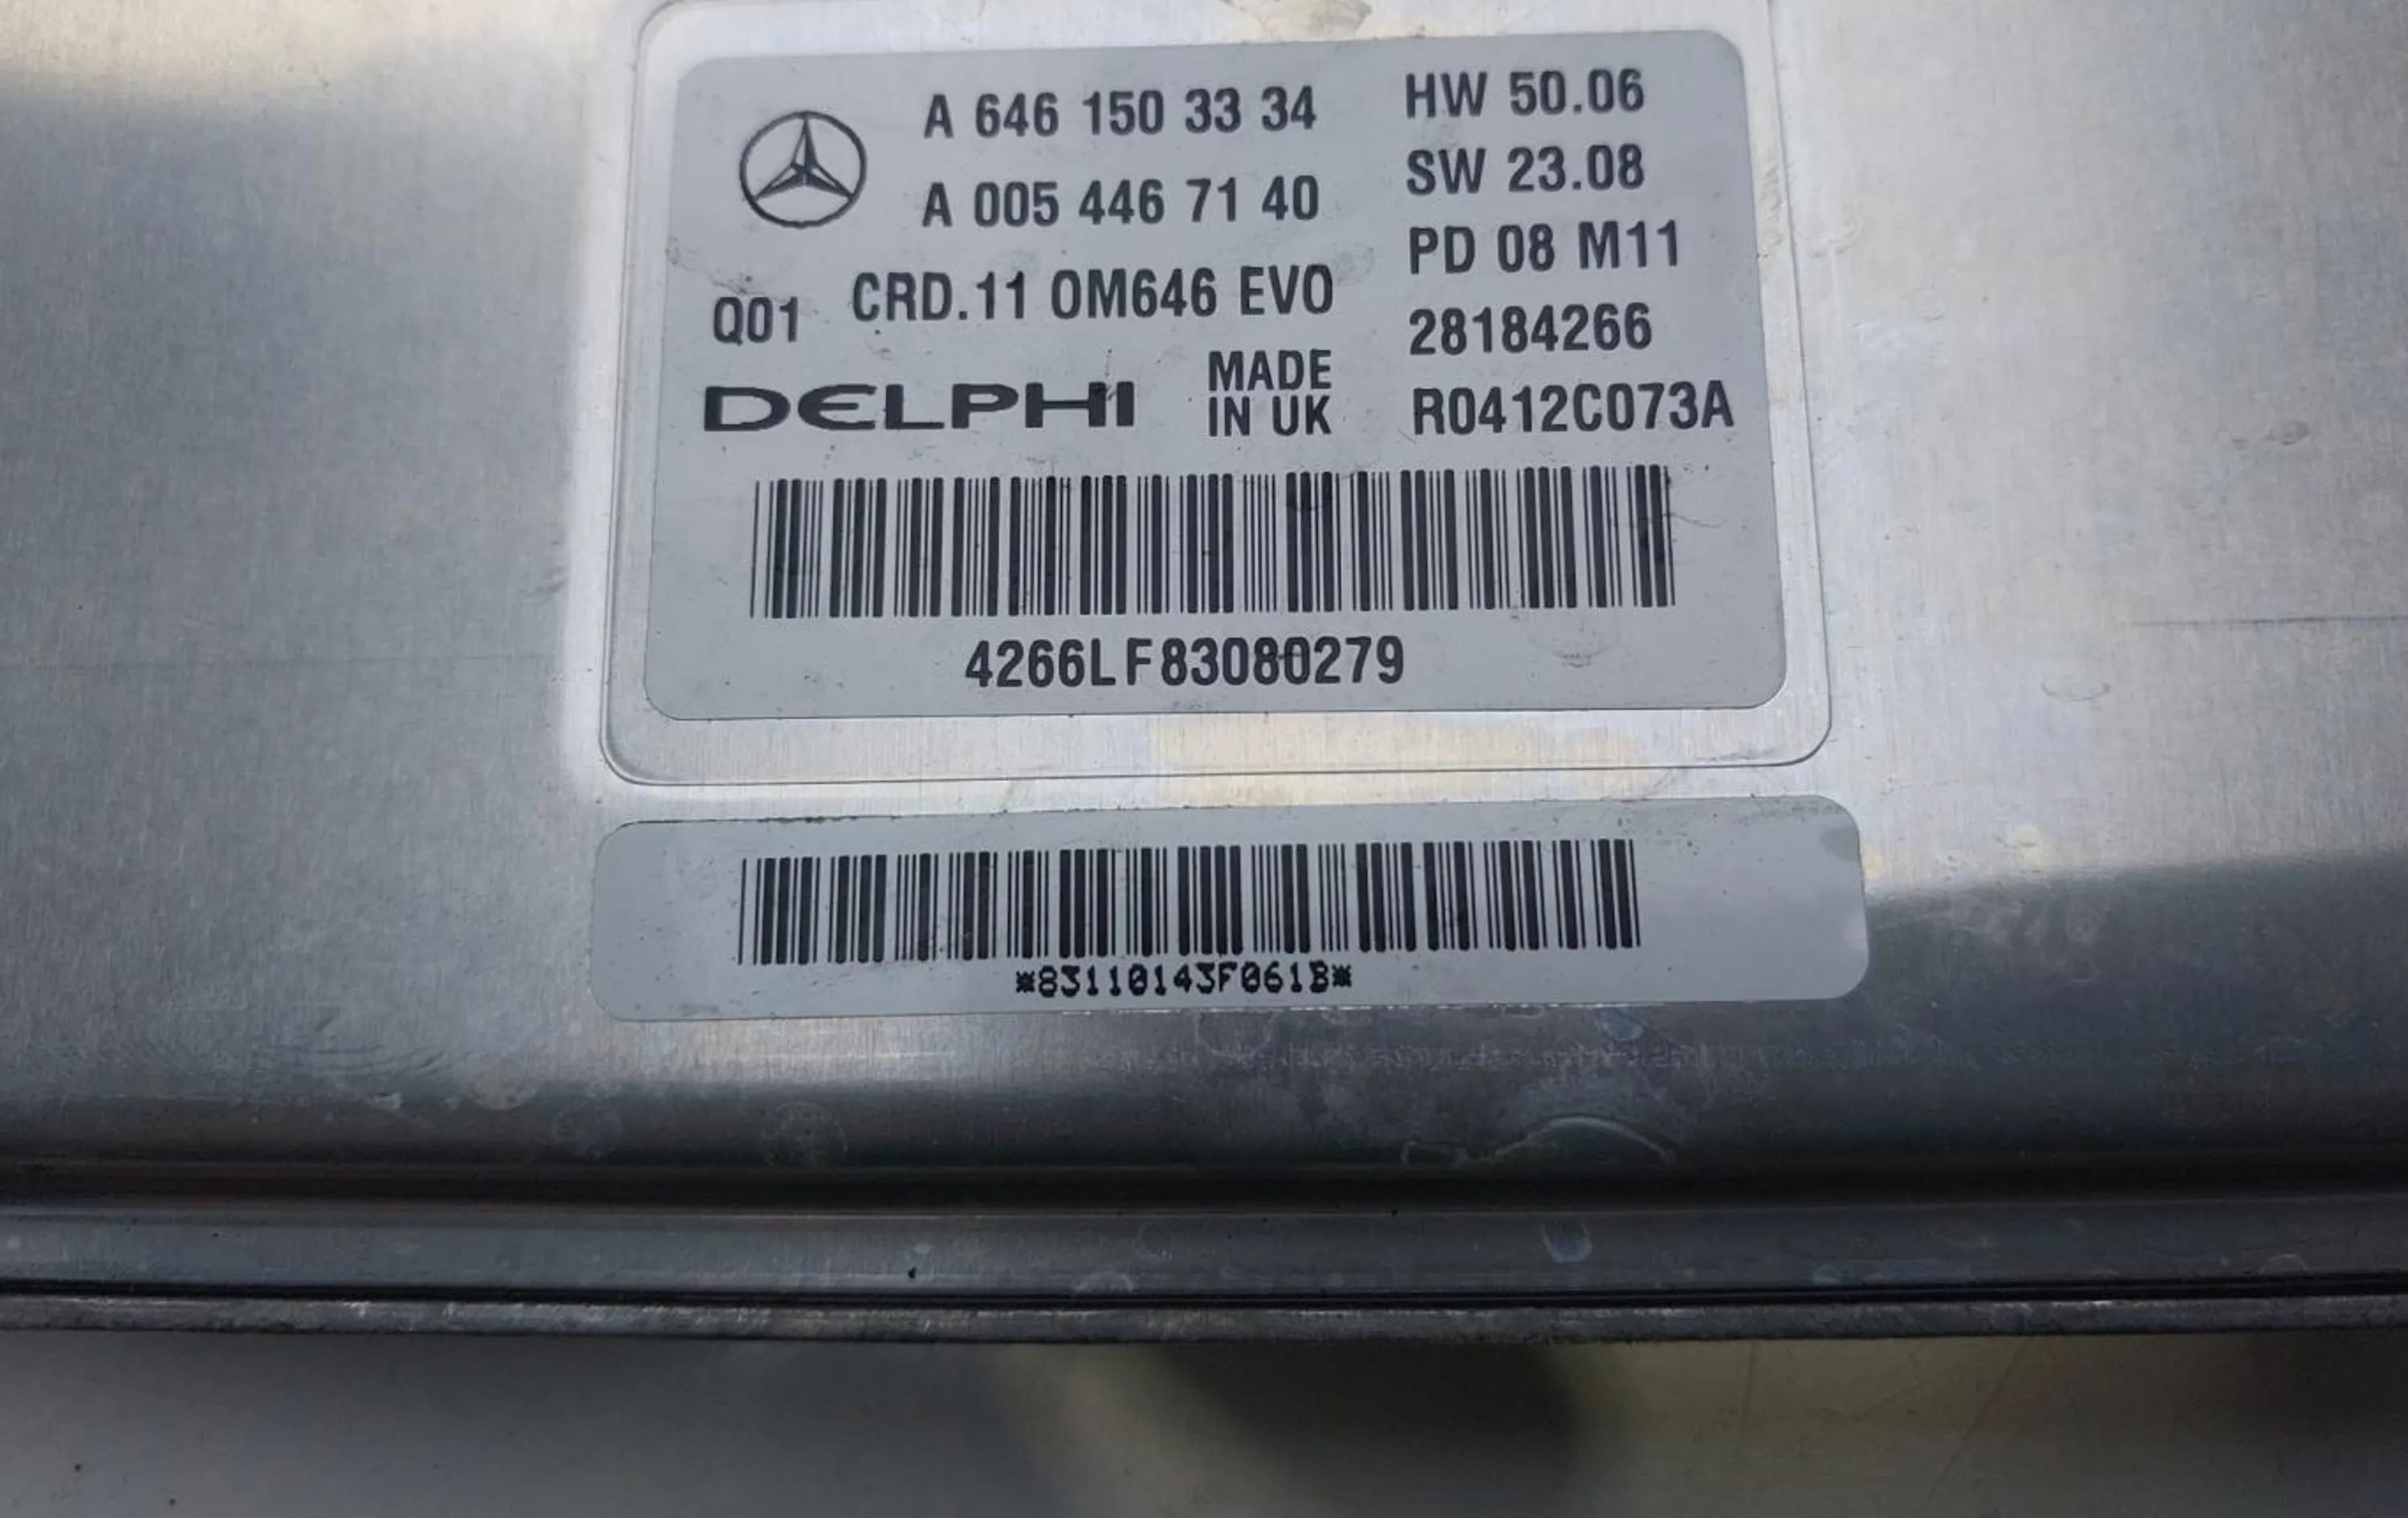 A 646 150 33 34
A 005 446 71 40
Q01 CRD.11 OM646 EVO
DELPHI
MADE
IN UK
HW 50.06
SW 23.08
PD 08 M11
28184266
R0412C073A
4266LF83080279
*83110143F061B*